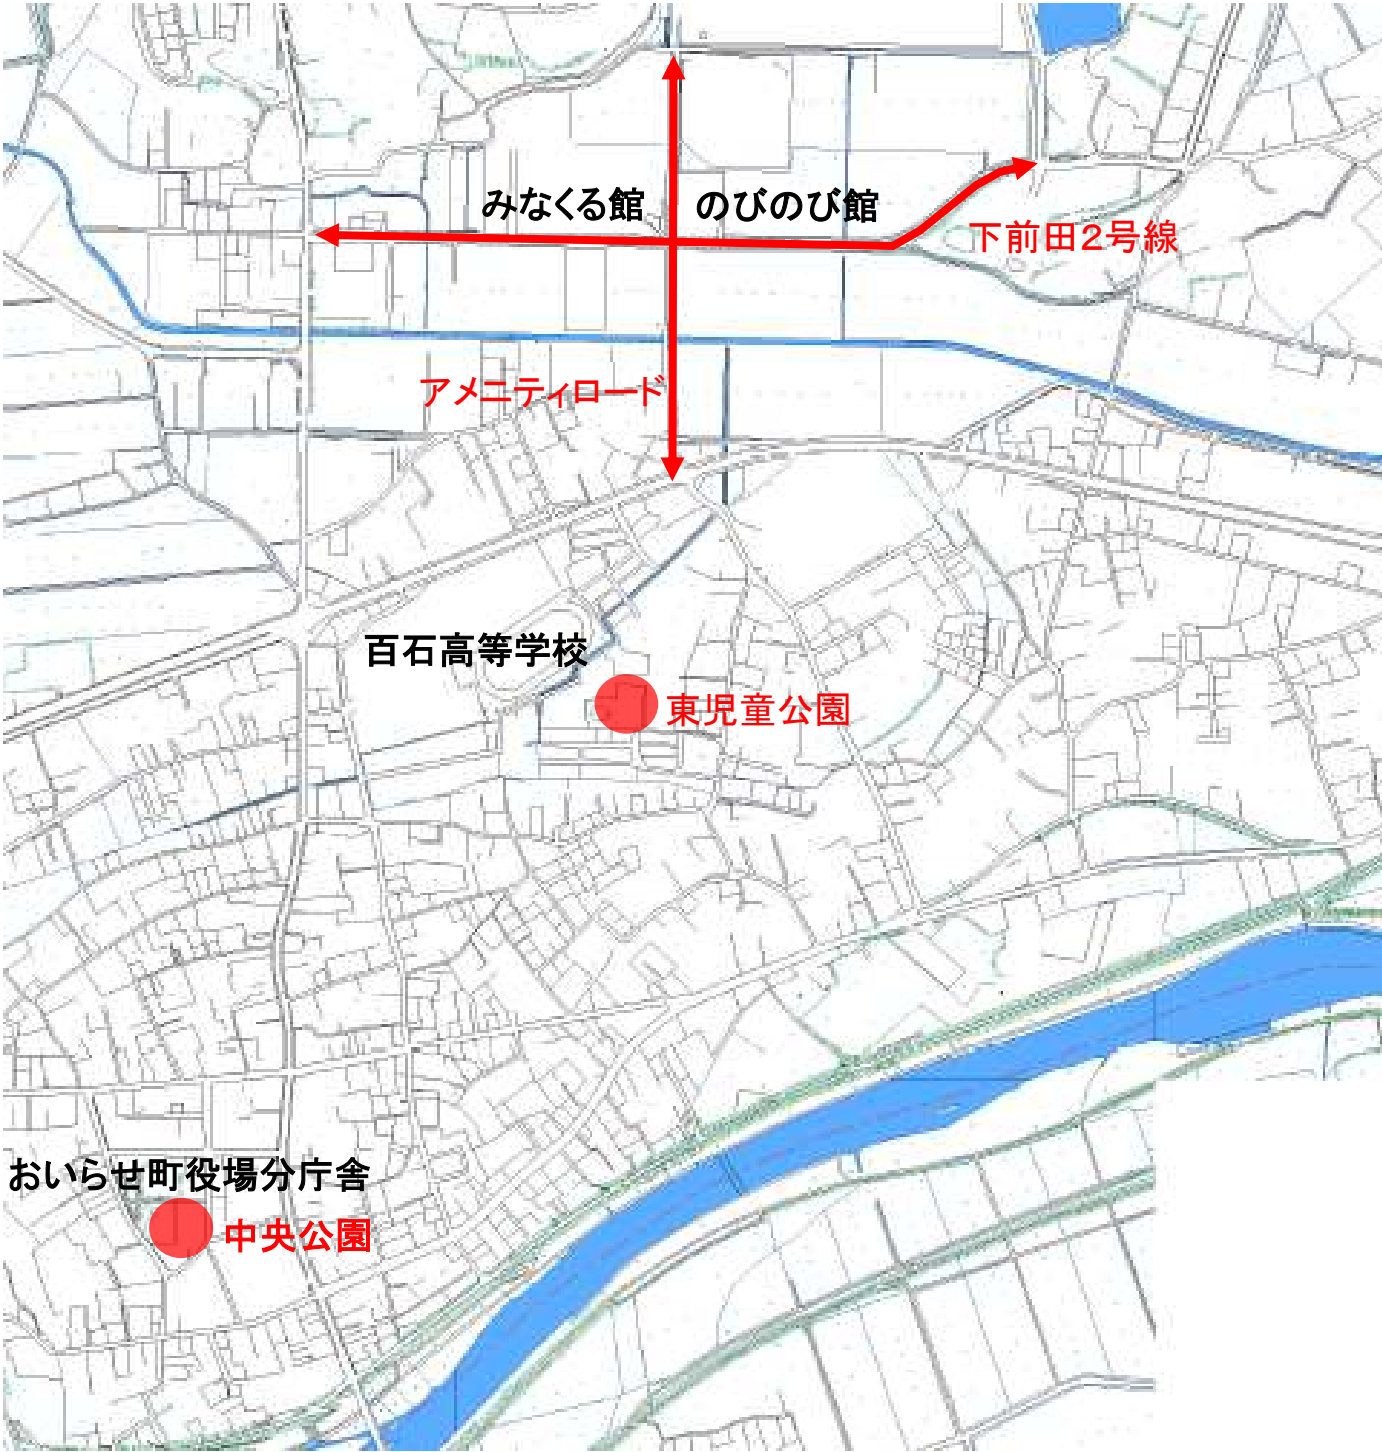 みなくる館
のびのび館
下前田2号線
アメニティロード
百石高等学校
東児童公園
おいらせ町役場分庁舎
中央公園